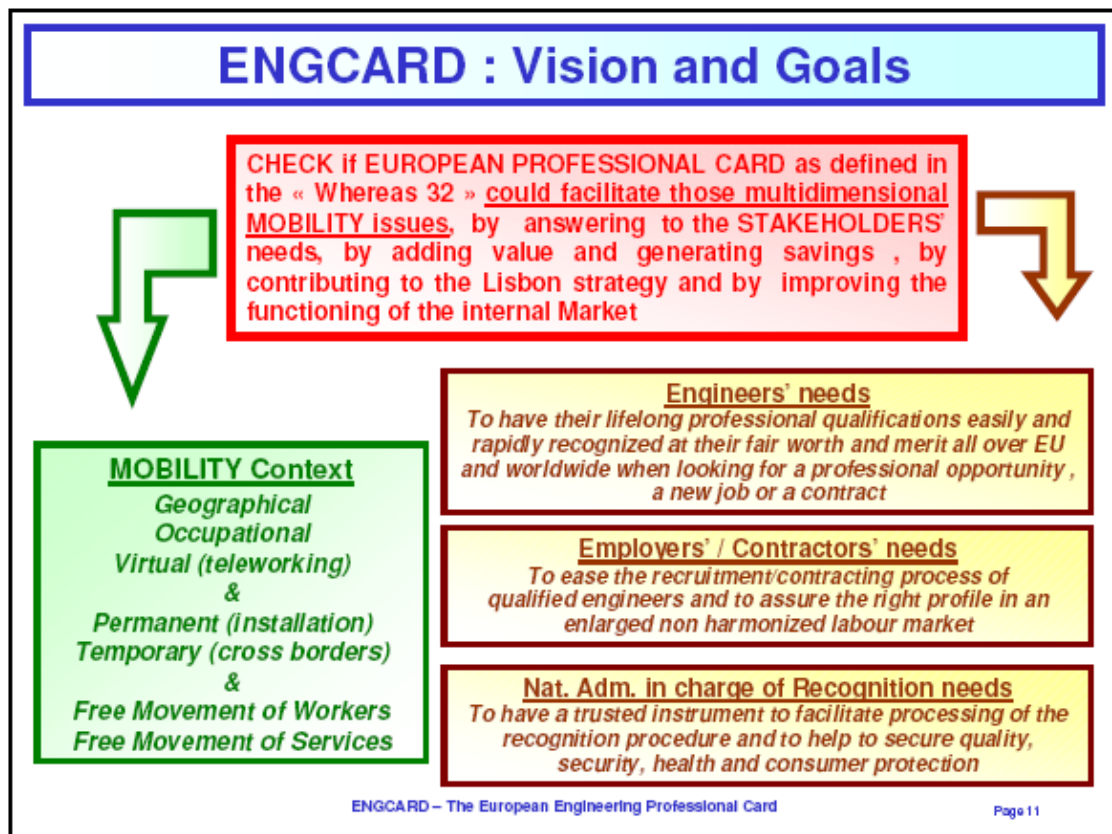 ENGCARD : Vision and Goals
CHECK if EUROPEAN PROFESSIONAL CARD as defined in
the « Whereas 32 » could facilitate those multidimensional
MOBILITY issues, by answering to the STAKEHOLDERS'
needs, by adding value and generating savings , by
contributing to the Lisbon strategy and by improving the
functioning of the internal Market
MOBILITY Context
Geographical
Occupational
Virtual (teleworking)
&
Permanent (installation)
Temporary (cross borders)
&
Free Movement of Workers
Free Movement of Services
Engineers' needs
To have their lifelong professional qualifications easily and
rapidly recognized at their fair worth and merit all over EU
and worldwide when looking for a professional opportunity ,
a new job or a contract
Employers' / Contractors' needs
To ease the recruitment/contracting process of
qualified engineers and to assure the right profile in an
enlarged non harmonized labour market
Nat. Adm. in charge of Recognition needs
To have a trusted instrument to facilitate processing of the
recognition procedure and to help to secure quality,
security, health and consumer protection
ENGCARD – The European Engineering Professional Card
Page 11